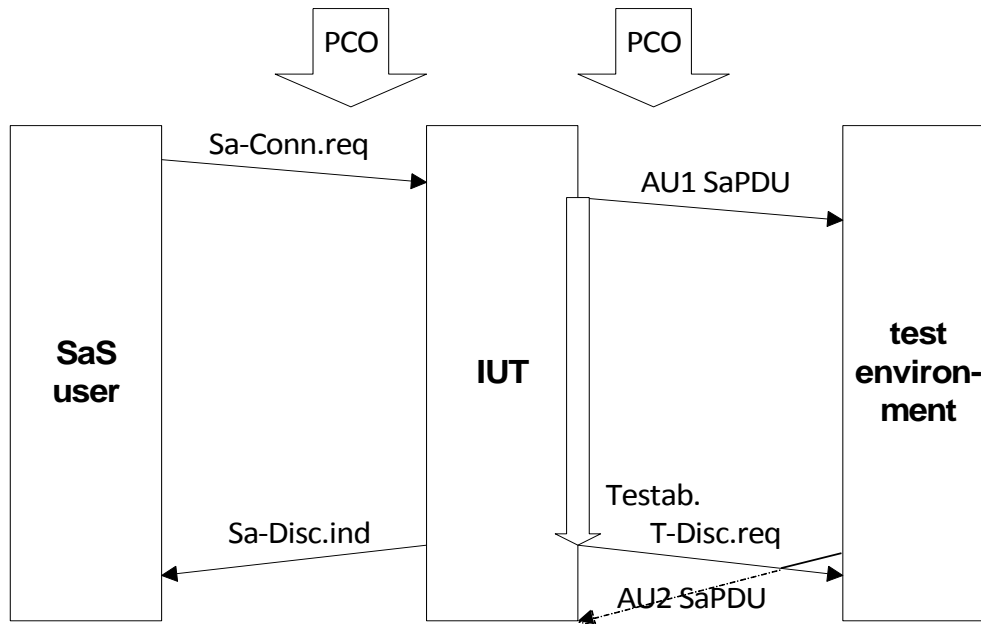 PCO
PCO
Sa-Conn.req
AU1 SaPDU
SaS
user
IUT
test
environ-
ment
Testab.
Sa-Disc.ind
T-Disc.req
AU2 SaPDU